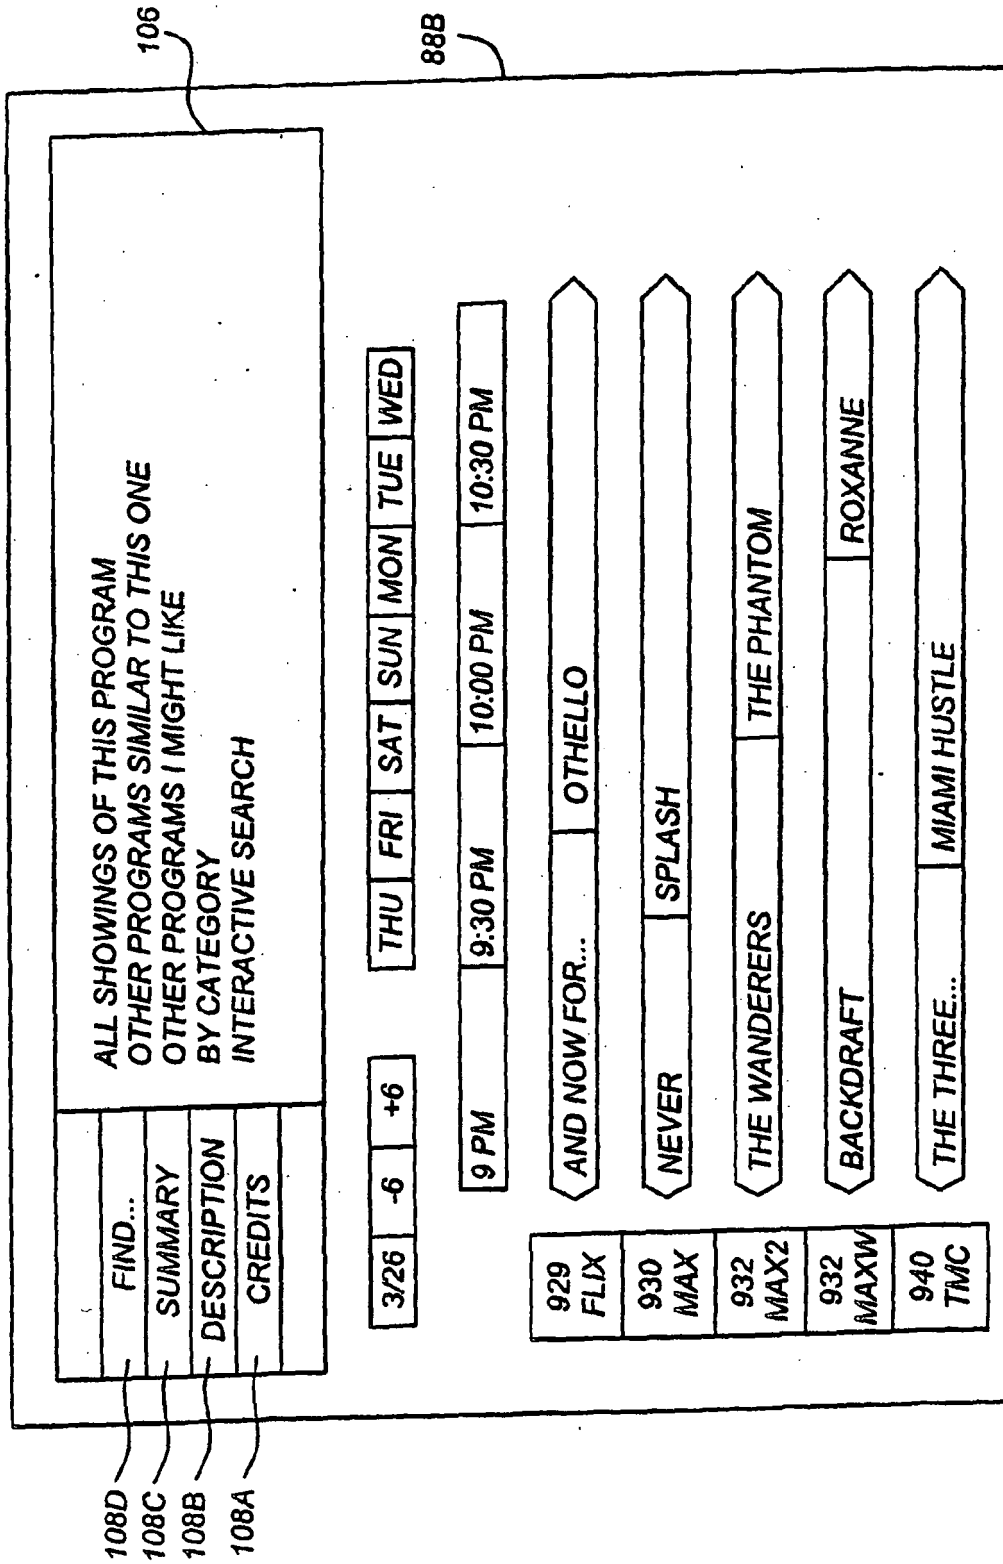 106
88B
108D
108C
108B
108A
FIND...
SUMMARY
DESCRIPTION
CREDITS
ALL SHOWINGS OF THIS PROGRAM
OTHER PROGRAMS SIMILAR TO THIS ONE
OTHER PROGRAMS I MIGHT LIKE
BY CATEGORY
INTERACTIVE SEARCH
3/26 -6 +6 THU FRI SAT SUN MON TUE WED
9 PM 9:30 PM 10:00 PM 10:30 PM
929
FLIX
AND NOW FOR... OTHELLO
930
MAX
NEVER SPLASH
932
MAX2
THE WANDERERS THE PHANTOM
932
MAXW
BACKDRAFT ROXANNE
940
TMC
THE THREE... MIAMI HUSTLE